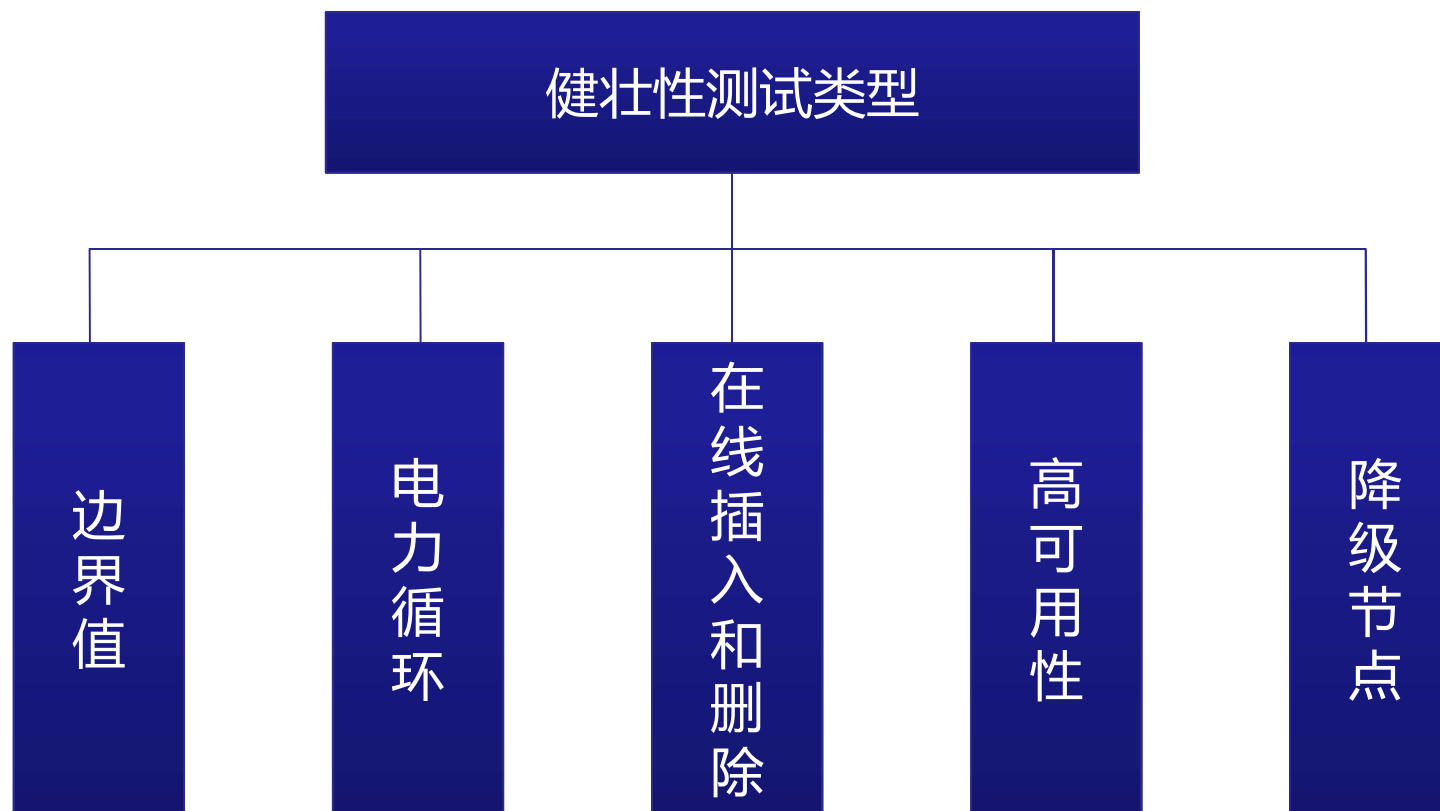 健壮性测试类型
边界值
电力循环
在线插入和删除
高可用性
降级节点